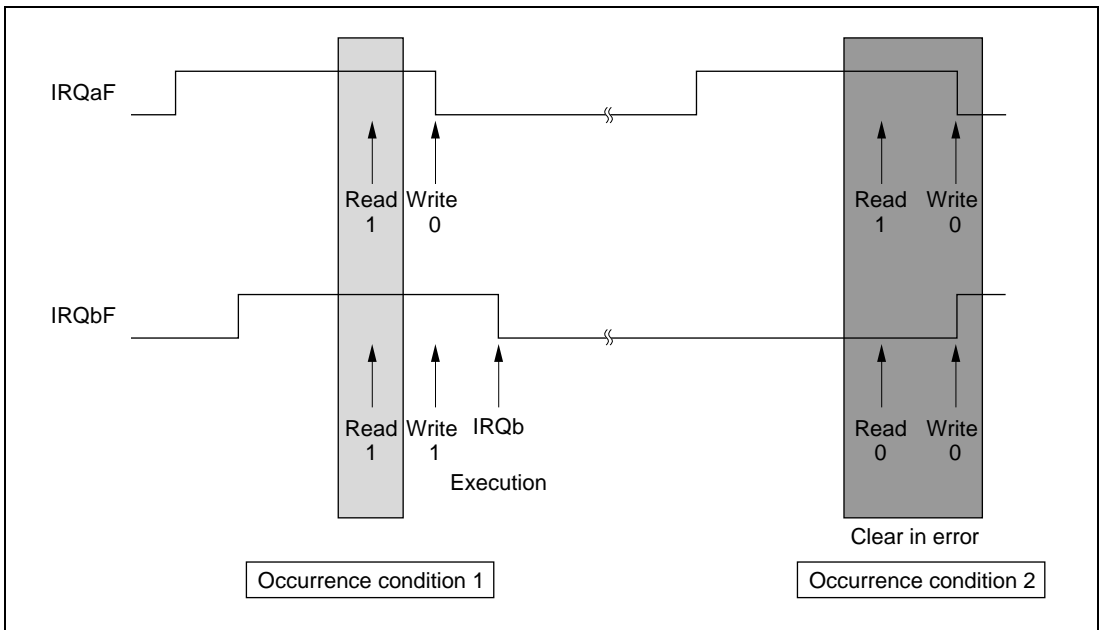 IRQaF
Read Write
1 0
Read Write
1 0
IRQbF
Read Write IRQb
1 1
Execution
Read Write
0 0
Clear in error
Occurrence condition 1
Occurrence condition 2